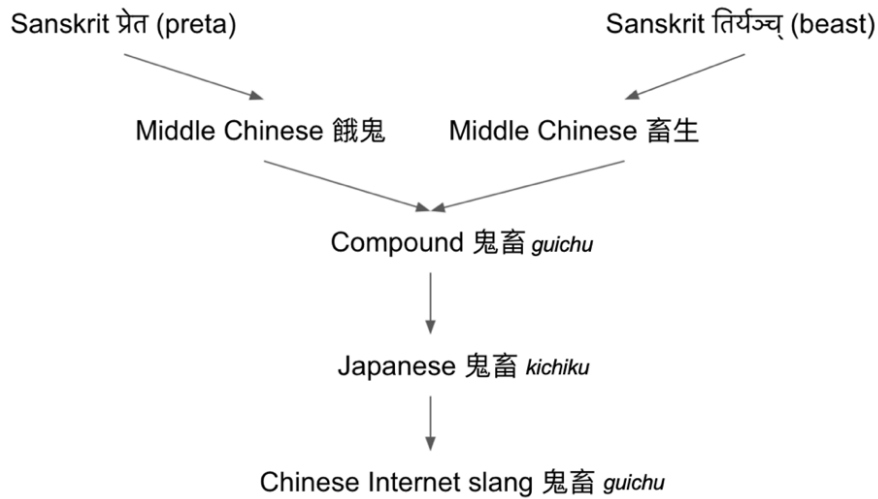 Sanskrit प्रेत (preta)
Sanskrit तिर्यञ्च् (beast)
Middle Chinese 餓鬼
Middle Chinese 畜生
Compound 鬼畜 guichu
Japanese 鬼畜 kichiku
Chinese Internet slang 鬼畜 guichu